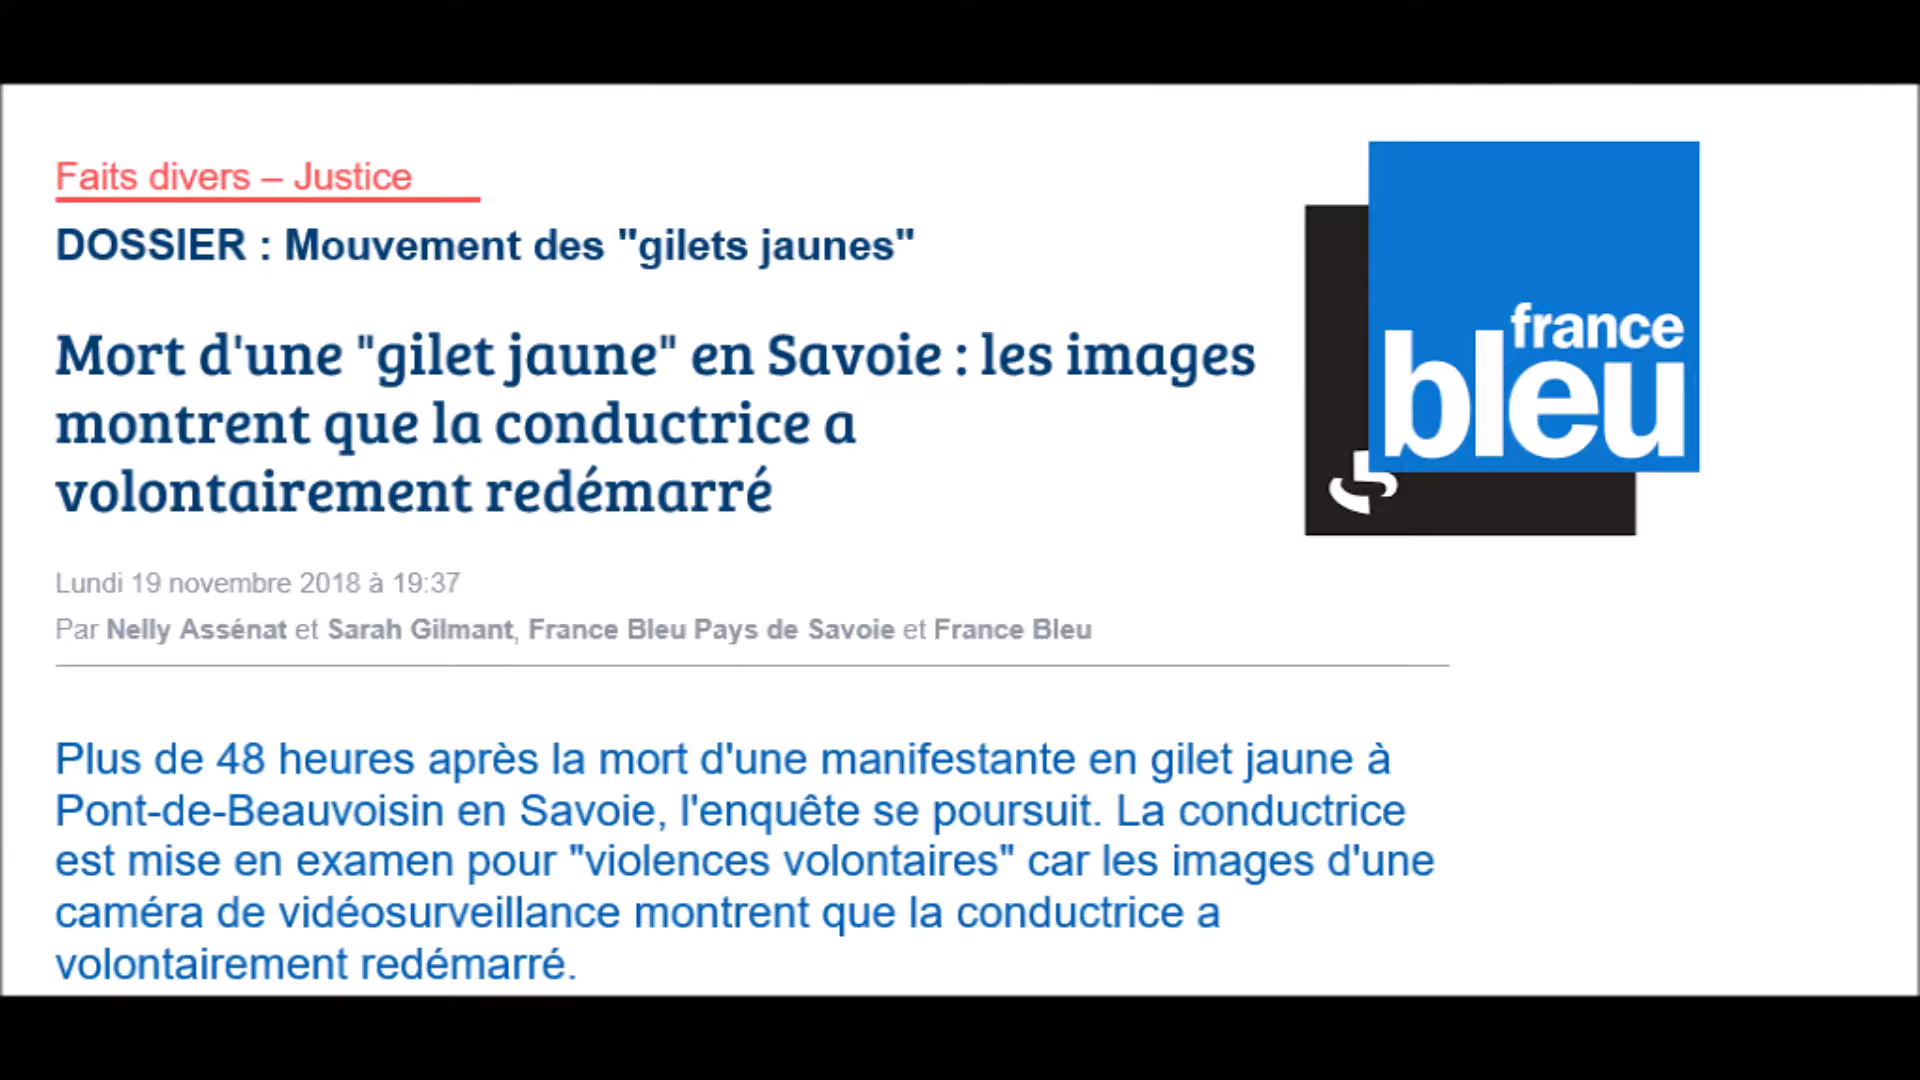 Faits divers – Justice
DOSSIER : Mouvement des "gilets jaunes"
Mort d'une "gilet jaune" en Savoie : les images
montrent que la conductrice a
volontairement redémarré
france
bleu
Lundi 19 novembre 2018 à 19:37
Par Nelly Assénat et Sarah Gilmant, France Bleu Pays de Savoie et France Bleu
Plus de 48 heures après la mort d'une manifestante en gilet jaune à
Pont-de-Beauvoisin en Savoie, l'enquête se poursuit. La conductrice
est mise en examen pour "violences volontaires" car les images d'une
caméra de vidéosurveillance montrent que la conductrice a
volontairement redémarré.